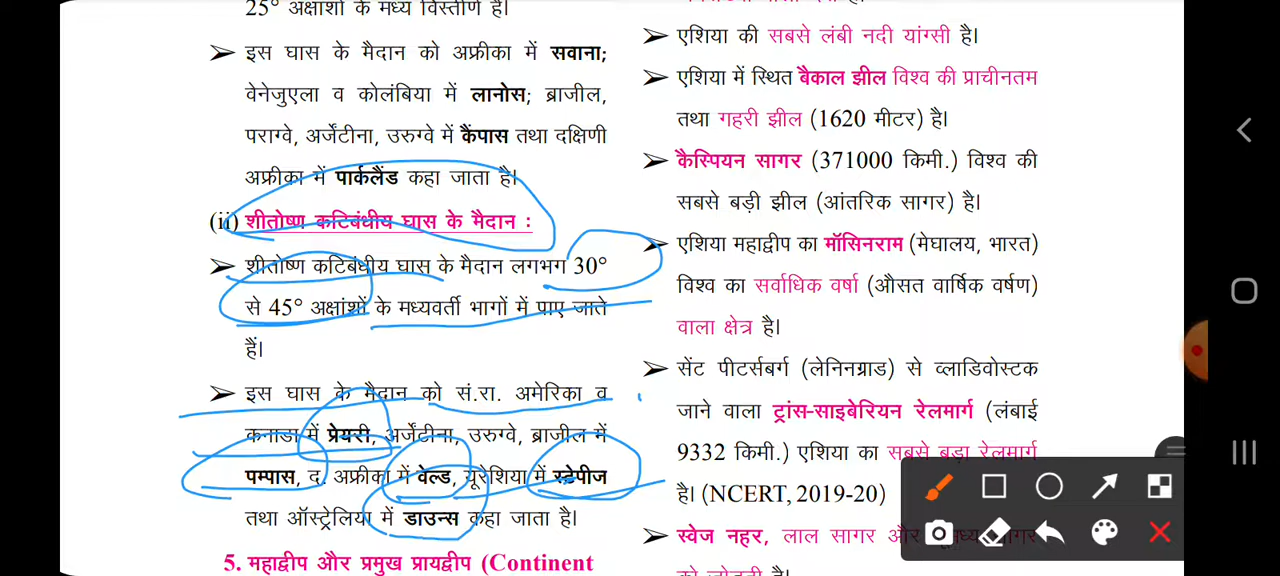 25° अक्षांशों के मध्य विस्तीर्ण है।
➢ इस घास के मैदान को अफ्रीका में सवाना;
वेनेजुएला व कोलंबिया में लानोस; ब्राजील,
पराग्वे, अर्जेंटीना, उरुग्वे में कैंपास तथा दक्षिणी
अफ्रीका में पार्कलैंड कहा जाता है।
(ii) शीतोष्ण कटिबंधीय घास के मैदान :
➢ शीतोष्ण कटिबंधीय घास के मैदान लगभग 30°
से 45° अक्षांशों के मध्यवर्ती भागों में पाए जाते
हैं।
➢ इस घास के मैदान को सं.रा. अमेरिका व
कनाडा में प्रेयरी, अर्जेंटीना, उरुग्वे, ब्राजील में
पम्पास, द. अफ्रीका में वेल्ड, यूरेशिया में स्टेपीज
तथा ऑस्ट्रेलिया में डाउन्स कहा जाता है।
5. महाद्वीप और प्रमुख प्रायद्वीप (Continent
➢ एशिया की सबसे लंबी नदी यांग्सी है।
➢ एशिया में स्थित बैकाल झील विश्व की प्राचीनतम
तथा गहरी झील (1620 मीटर) है।
➢ कैस्पियन सागर (371000 किमी.) विश्व की
सबसे बड़ी झील (आंतरिक सागर) है।
➢ एशिया महाद्वीप का मॉसिनराम (मेघालय, भारत)
विश्व का सर्वाधिक वर्षा (औसत वार्षिक वर्षण)
वाला क्षेत्र है।
➢ सेंट पीटर्सबर्ग (लेनिनग्राड) से व्लाडिवोस्टक
जाने वाला ट्रांस-साइबेरियन रेलमार्ग (लंबाई
9332 किमी.) एशिया का सबसे बड़ा रेलमार्ग
है। (NCERT, 2019-20)
➢ स्वेज नहर, लाल सागर और सागर
को जोड़ती है।